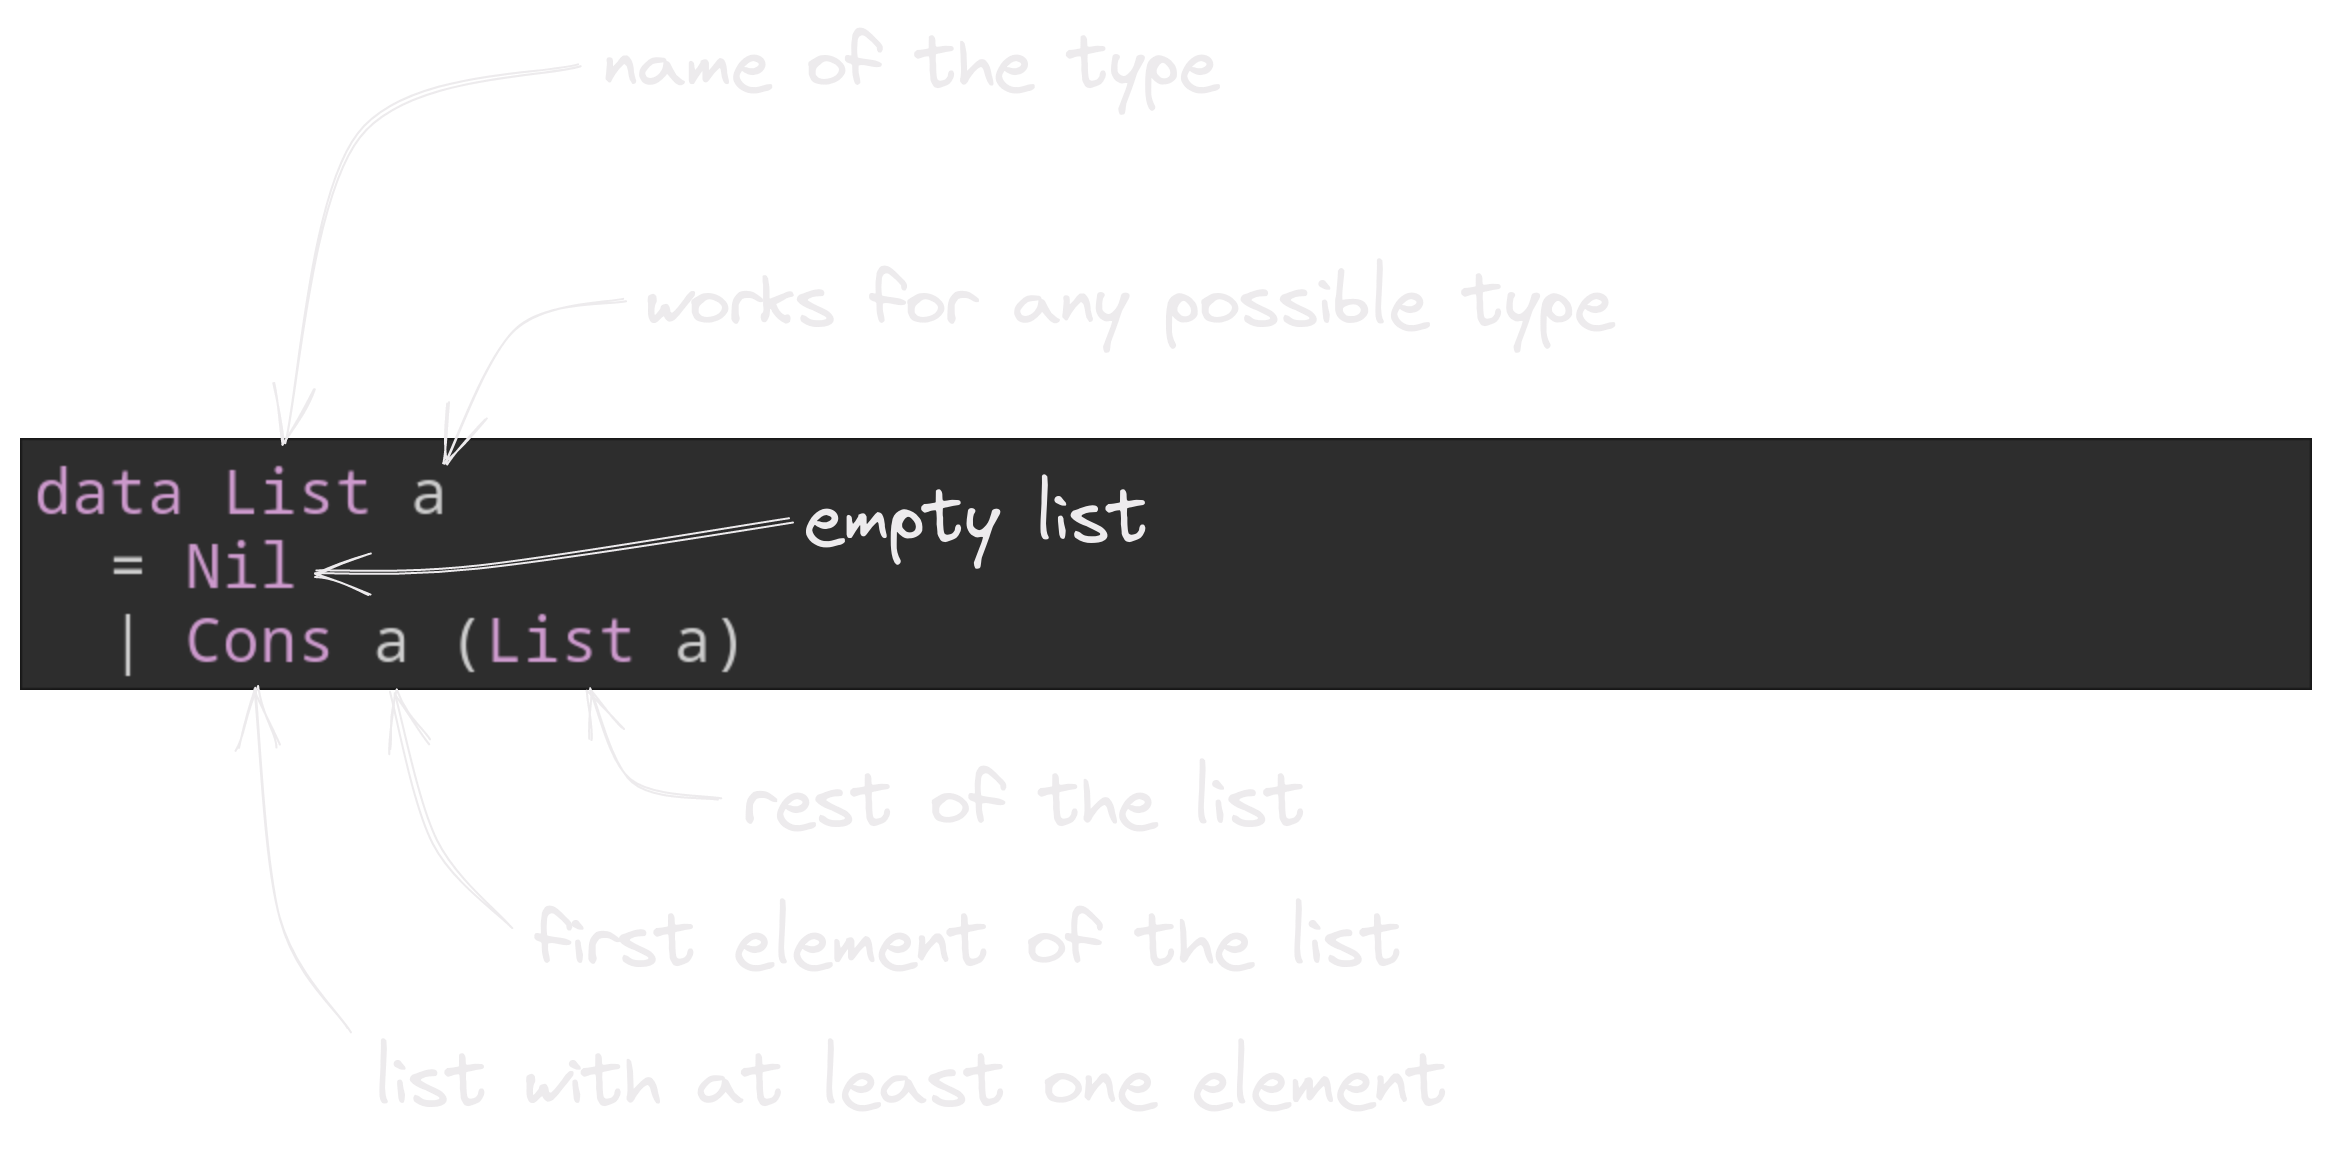 name of the type
works for any possible type
data List a
empty list
= Nil
| Cons a (List a)
rest of the list
first element of the list
list with at least one element